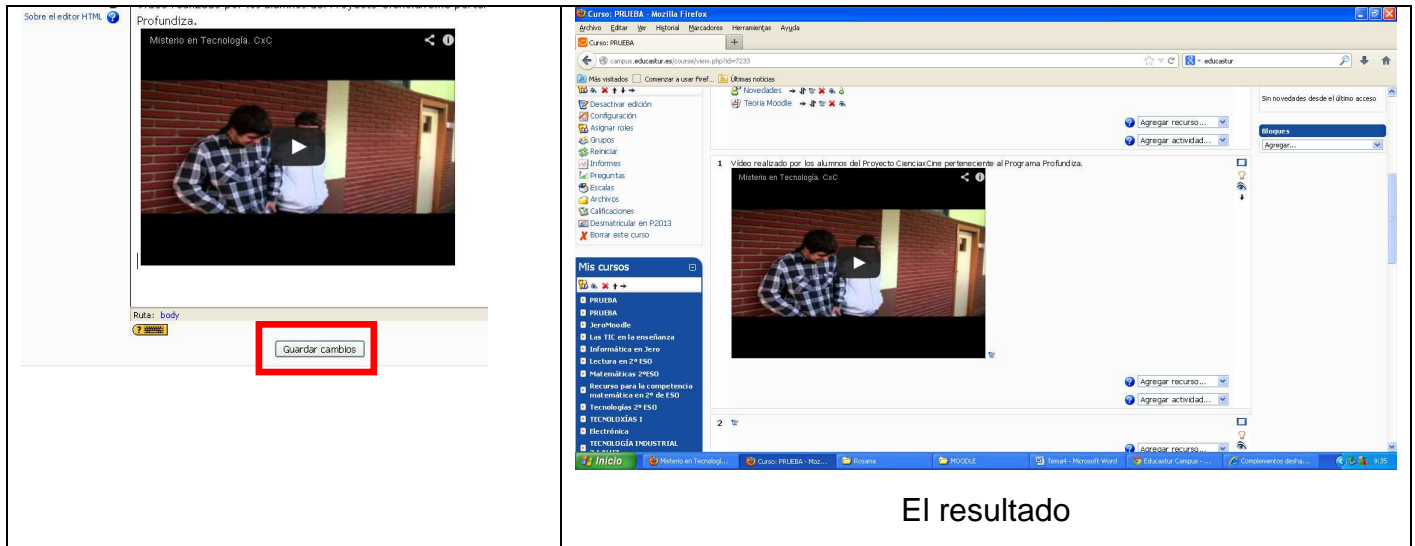 Sobre el editor HTML
Profundiza.
Misterio en Tecnología. CxC
Ruta: body
Guardar cambios
Curso: PRUEBA - Mozilla Firefox
Archivo Editar Ver Historial Marcadores Herramientas Ayuda
Curso: PRUEBA
campus.educastur.es/course/view.php?id=7233
educastur
Más visitados Comenzar a usar Firef... Últimas noticias
Desactivar edición
Configuración
Asignar roles
Grupos
Reiniciar
Informes
Preguntas
Escalas
Archivos
Calificaciones
Desmatricular en P2013
Borrar este curso
Mis cursos
PRUEBA
PRUEBA
JeroMoodle
Las TIC en la enseñanza
Informática en Jero
Lectura en 2º ESO
Matemáticas 2ºESO
Recurso para la competencia
matemática en 2º de ESO
Tecnologías 2º ESO
TECNOLOXÍAS I
Electrónica
TECNOLOGÍA INDUSTRIAL
Novedades
Teoria Moodle
Agregar recurso...
Agregar actividad...
1 Vídeo realizado por los alumnos del Proyecto CienciaxCine perteneciente al Programa Profundiza.
Misterio en Tecnología. CxC
Agregar recurso...
Agregar actividad...
2
Agregar recurso...
Sin novedades desde el último acceso
Bloques
Agregar...
Inicio Misterio en Tecnologí... Curso: PRUEBA - Moz... Rosana MOODLE Tema4 - Microsoft Word Educastur Campus - ... Complementos desha... 9:35
El resultado